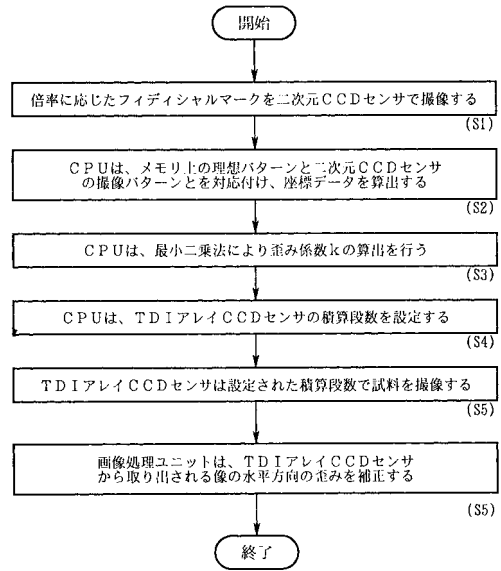 開始
倍率に応じたフィディシャルマークを二次元CCDセンサで撮像する
(S1)
CPUは、メモリ上の理想パターンと二次元CCDセンサ
の撮像パターンとを対応付け、座標データを算出する
(S2)
CPUは、最小二乗法により歪み係数kの算出を行う
(S3)
CPUは、TDIアレイCCDセンサの積算段数を設定する
(S4)
TDIアレイCCDセンサは設定された積算段数で試料を撮像する
(S5)
画像処理ユニットは、TDIアレイCCDセンサ
から取り出される像の水平方向の歪みを補正する
(S5)
終了